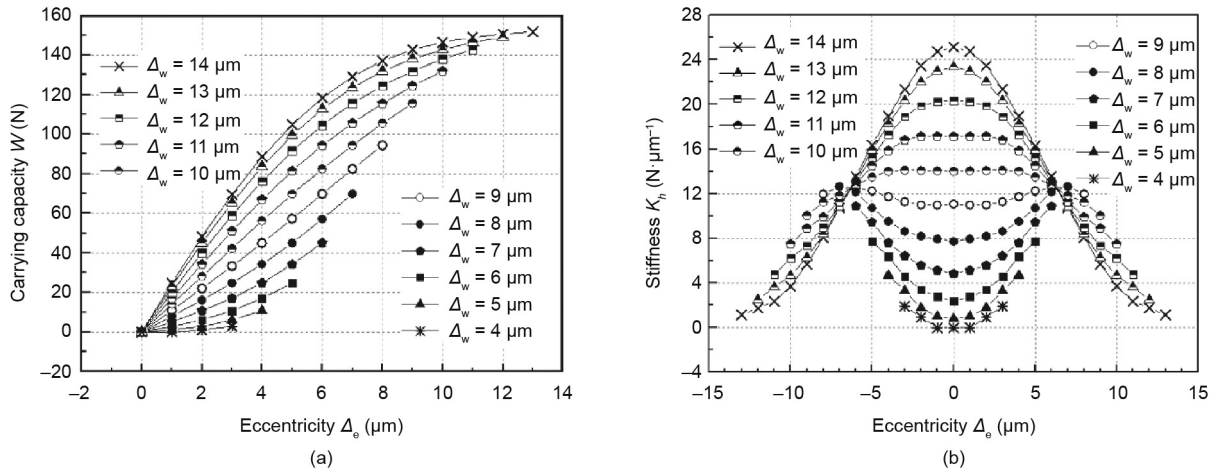 160
140
120
100
80
60
40
20
0
−20
Carrying capacity W (N)
Δw = 14 μm
Δw = 13 μm
Δw = 12 μm
Δw = 11 μm
Δw = 10 μm
Δw = 9 μm
Δw = 8 μm
Δw = 7 μm
Δw = 6 μm
Δw = 5 μm
Δw = 4 μm
−2 0 2 4 6 8 10 12 14
Eccentricity Δe (μm)
(a)
28
24
20
16
12
8
4
0
−4
Stiffness Kh (N·μm−1)
Δw = 14 μm
Δw = 13 μm
Δw = 12 μm
Δw = 11 μm
Δw = 10 μm
Δw = 9 μm
Δw = 8 μm
Δw = 7 μm
Δw = 6 μm
Δw = 5 μm
Δw = 4 μm
−15 −10 −5 0 5 10 15
Eccentricity Δe (μm)
(b)